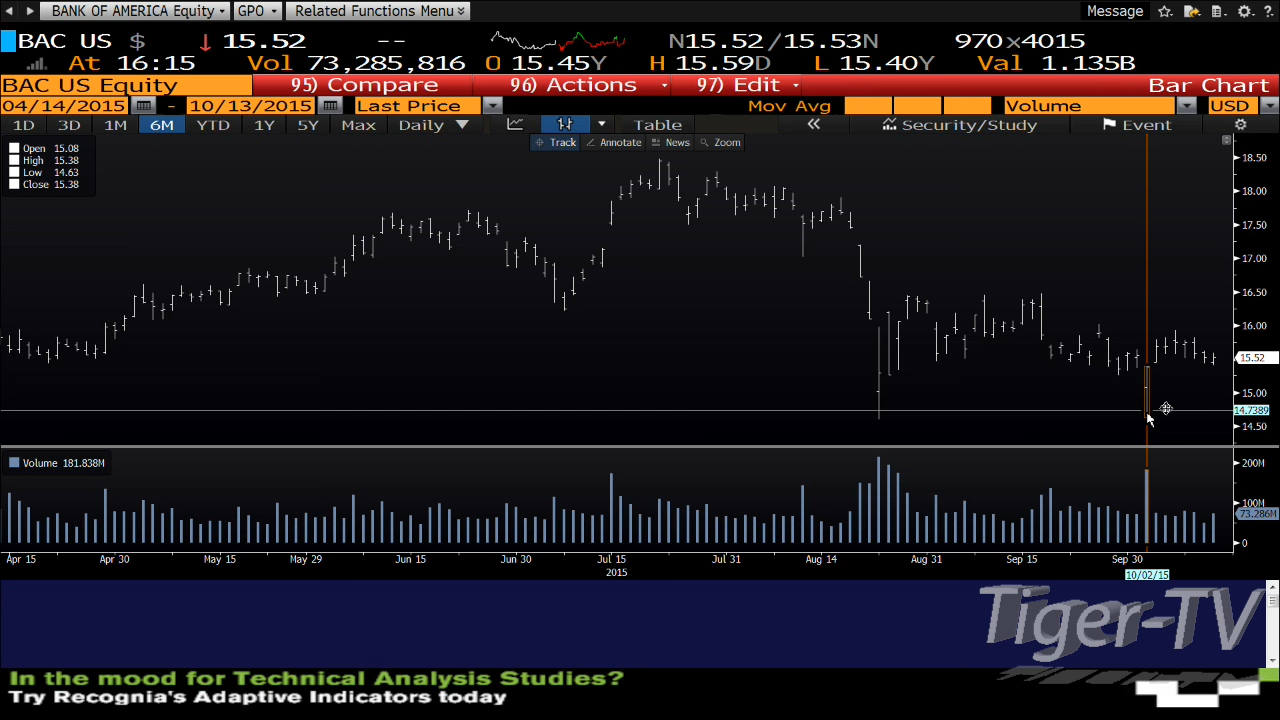 BANK OF AMERICA Equity GPO Related Functions Menu Message ?
BAC US $ ↓ 15.52 -- N15.52/15.53N 970x4015
At 16:15 Vol 73,285,816 O 15.45Y H 15.59D L 15.40Y Val 1.135B
BAC US Equity 95) Compare 96) Actions 97) Edit Bar Chart
04/14/2015 - 10/13/2015 Last Price Mov Avg Volume USD
1D 3D 1M 6M YTD 1Y 5Y Max Daily Table Security/Study Event
Track Annotate News Zoom
Open 15.08
High 15.38
Low 14.63
Close 15.38
18.50
18.00
17.50
17.00
16.50
16.00
15.52
15.00
14.7389
14.50
Volume 181.838M
200M
100M
73.286M
0
Apr 15 Apr 30 May 15 May 29 Jun 15 Jun 30 Jul 15 Jul 31 Aug 14 Aug 31 Sep 15 Sep 30
2015
10/02/15
Tiger-TV
In the mood for Technical Analysis Studies?
Try Recognia's Adaptive Indicators today